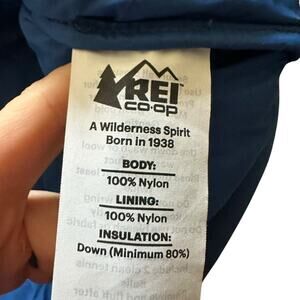 REI
co·op
A Wilderness Spirit
Born in 1938
BODY:
100% Nylon
LINING:
100% Nylon
INSULATION:
Down (Minimum 80%)